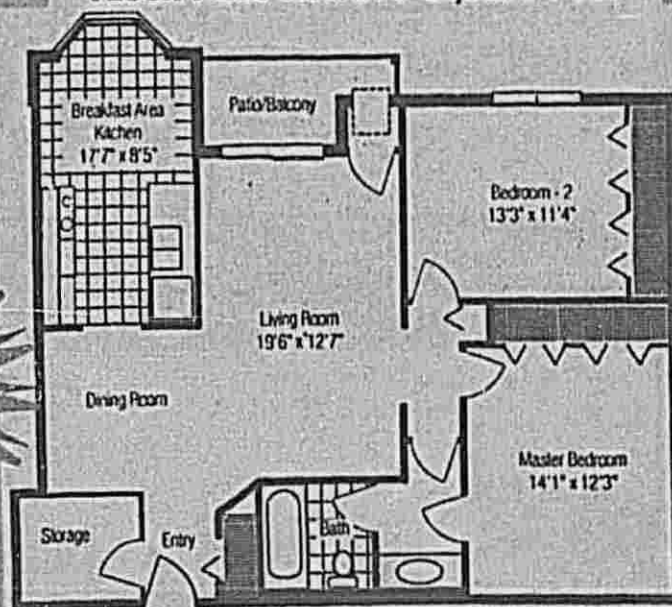 Breakfast Area
Kitchen
17'7" x 8'5"
Patio/Balcony
Bedroom - 2
13'3" x 11'4"
Living Room
19'6" x 12'7"
Dining Room
Master Bedroom
14'1" x 12'3"
Storage
Entry
Bath